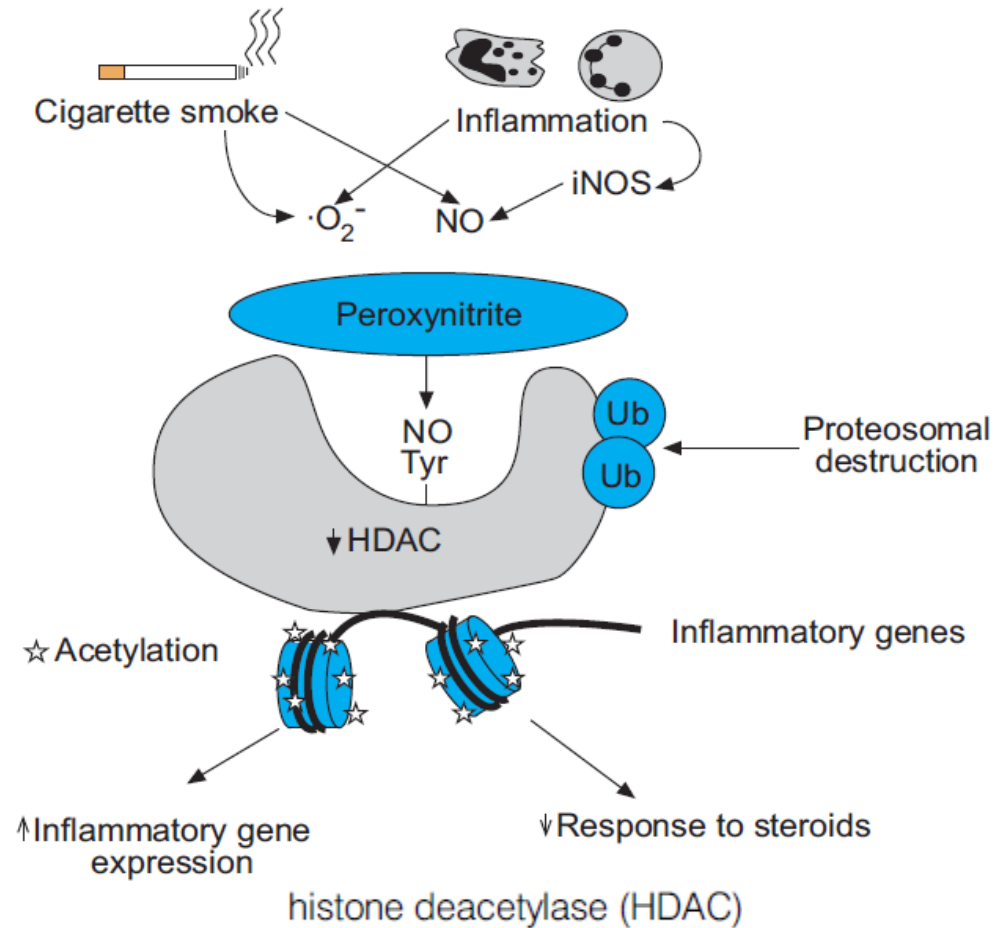 Cigarette smoke
Inflammation
iNOS
·O₂⁻
NO
Peroxynitrite
NO
Tyr
Ub
Ub
Proteosomal
destruction
↓ HDAC
☆ Acetylation
Inflammatory genes
↑Inflammatory gene
expression
↓Response to steroids
histone deacetylase (HDAC)